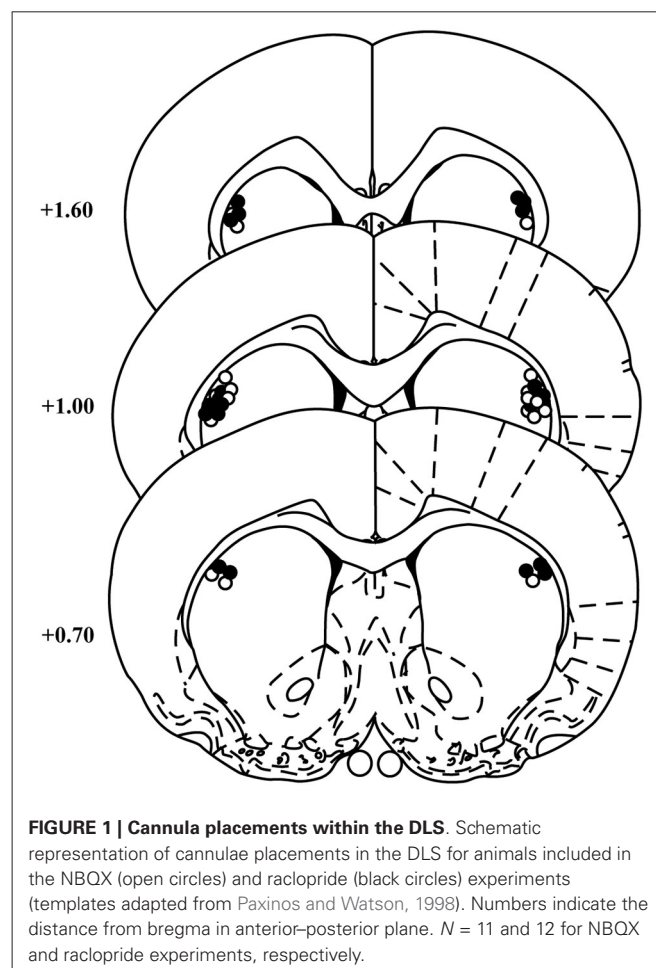 +1.60
+1.00
+0.70
FIGURE 1 | Cannula placements within the DLS. Schematic
representation of cannulae placements in the DLS for animals included in
the NBQX (open circles) and raclopride (black circles) experiments
(templates adapted from Paxinos and Watson, 1998). Numbers indicate the
distance from bregma in anterior–posterior plane. N = 11 and 12 for NBQX
and raclopride experiments, respectively.